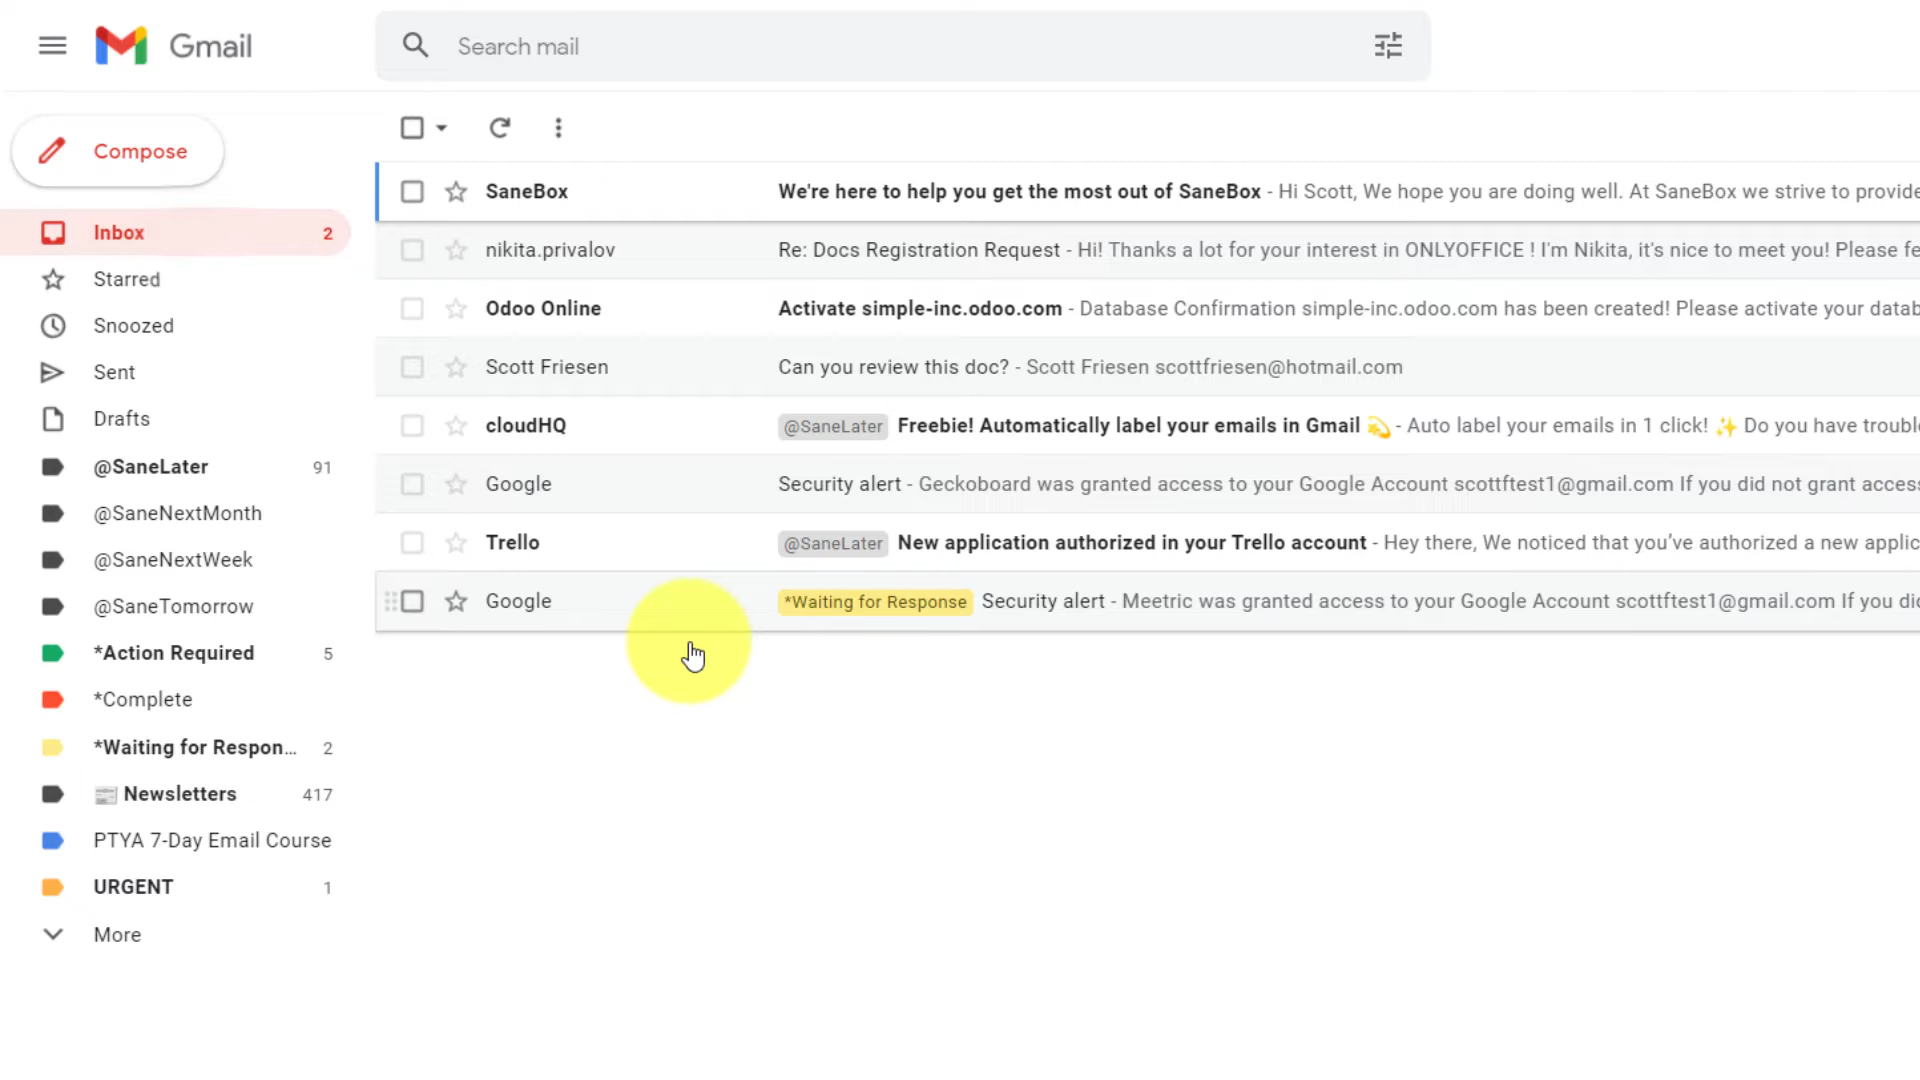 Gmail
Search mail
Compose
Inbox 2
Starred
Snoozed
Sent
Drafts
@SaneLater 91
@SaneNextMonth
@SaneNextWeek
@SaneTomorrow
*Action Required 5
*Complete
*Waiting for Respon... 2
📰 Newsletters 417
PTYA 7-Day Email Course
URGENT 1
More
SaneBox We're here to help you get the most out of SaneBox - Hi Scott, We hope you are doing well. At SaneBox we strive to provide
nikita.privalov Re: Docs Registration Request - Hi! Thanks a lot for your interest in ONLYOFFICE ! I'm Nikita, it's nice to meet you! Please fe
Odoo Online Activate simple-inc.odoo.com - Database Confirmation simple-inc.odoo.com has been created! Please activate your datab
Scott Friesen Can you review this doc? - Scott Friesen scottfriesen@hotmail.com
cloudHQ @SaneLater Freebie! Automatically label your emails in Gmail 💫 - Auto label your emails in 1 click! ✨ Do you have troubl
Google Security alert - Geckoboard was granted access to your Google Account scottftest1@gmail.com If you did not grant access
Trello @SaneLater New application authorized in your Trello account - Hey there, We noticed that you’ve authorized a new applic
Google *Waiting for Response Security alert - Meetric was granted access to your Google Account scottftest1@gmail.com If you di